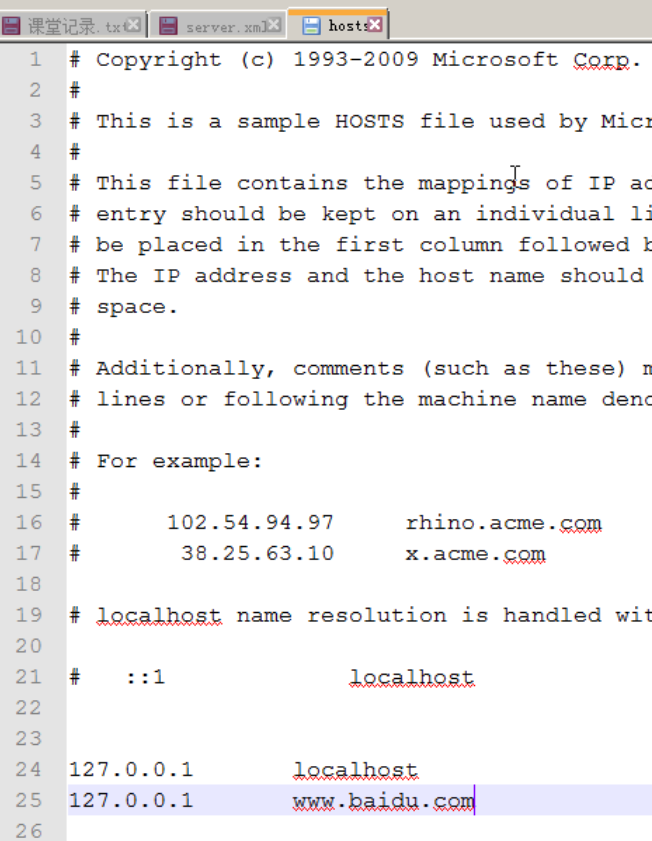 课堂记录.txt server.xml hosts
1 # Copyright (c) 1993-2009 Microsoft Corp.
2 #
3 # This is a sample HOSTS file used by Micr
4 #
5 # This file contains the mappings of IP ad
6 # entry should be kept on an individual li
7 # be placed in the first column followed b
8 # The IP address and the host name should
9 # space.
10 #
11 # Additionally, comments (such as these) m
12 # lines or following the machine name deno
13 #
14 # For example:
15 #
16 # 102.54.94.97 rhino.acme.com
17 # 38.25.63.10 x.acme.com
18
19 # localhost name resolution is handled wit
20
21 # ::1 localhost
22
23
24 127.0.0.1 localhost
25 127.0.0.1 www.baidu.com
26